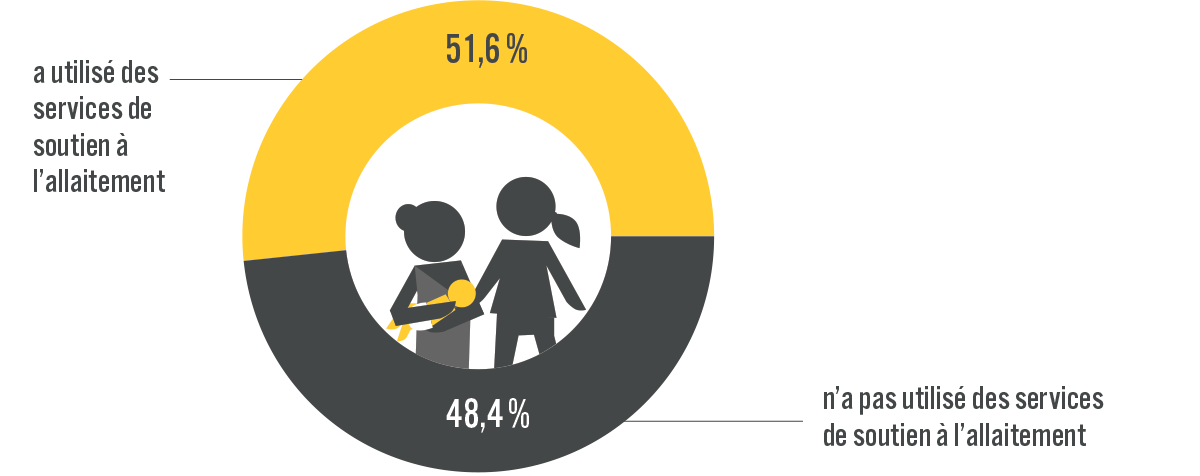 51,6 %
a utilisé des
services de
soutien à
l’allaitement
48,4 %
n’a pas utilisé des services
de soutien à l’allaitement